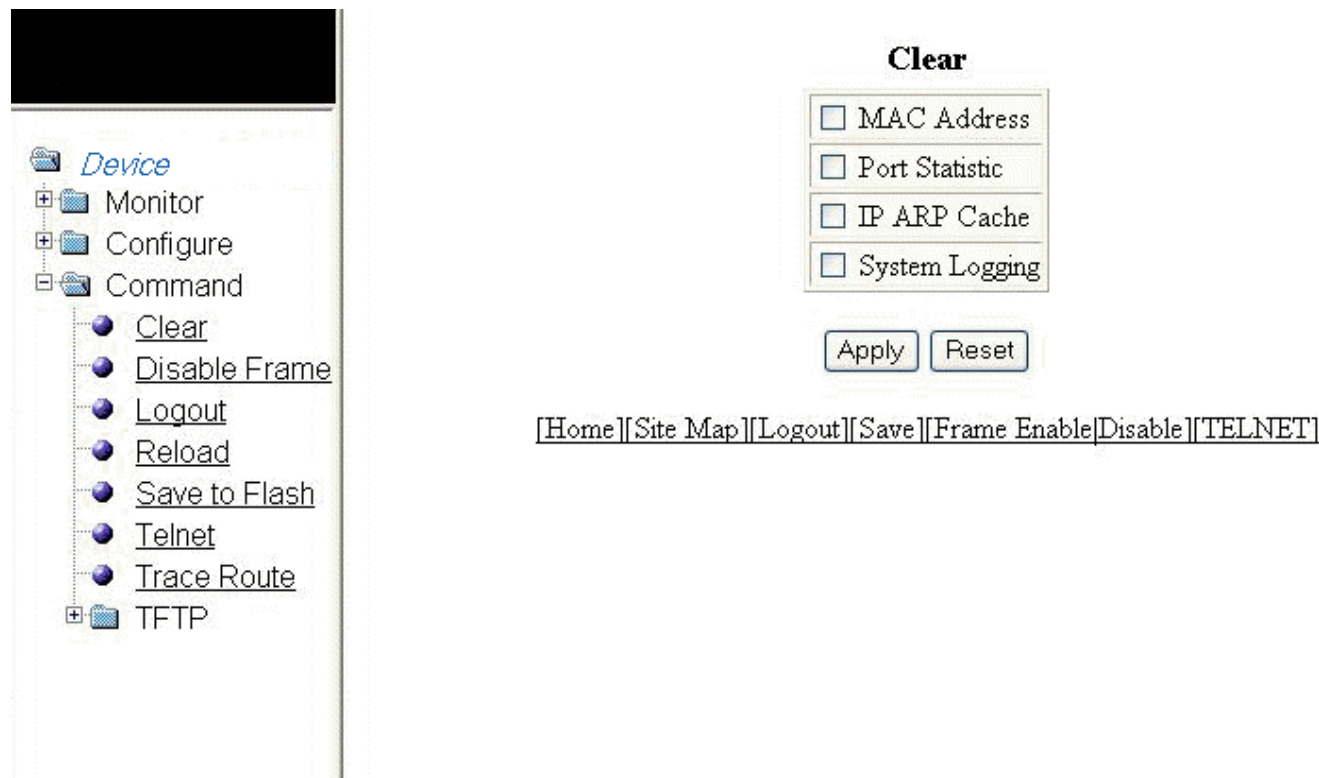 Device
Monitor
Configure
Command
Clear
Disable Frame
Logout
Reload
Save to Flash
Telnet
Trace Route
TFTP
Clear
MAC Address
Port Statistic
IP ARP Cache
System Logging
Apply Reset
[Home][Site Map][Logout][Save][Frame Enable|Disable][TELNET]